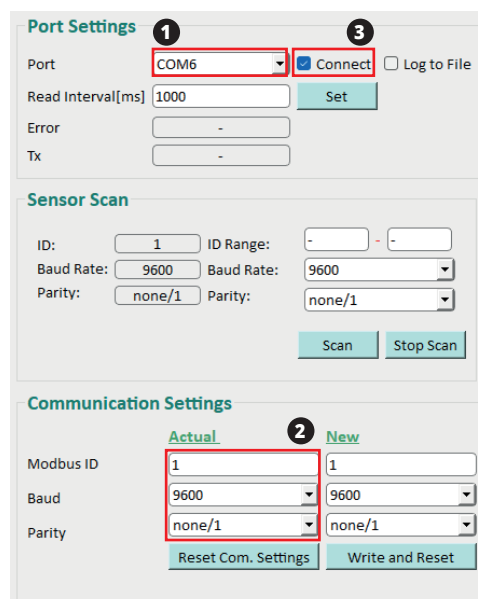 Port Settings
1 3
Port COM6 Connect Log to File
Read Interval[ms] 1000 Set
Error -
Tx -
Sensor Scan
ID: 1 ID Range: - - -
Baud Rate: 9600 Baud Rate: 9600
Parity: none/1 Parity: none/1
Scan Stop Scan
Communication Settings
Actual 2 New
Modbus ID 1 1
Baud 9600 9600
Parity none/1 none/1
Reset Com. Settings Write and Reset